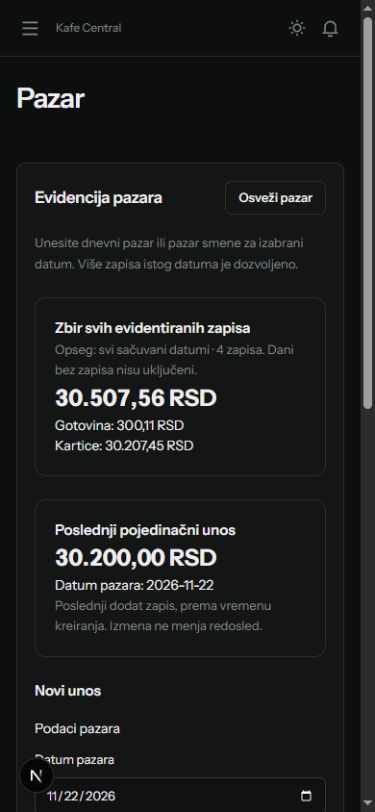 Kafe Central
Pazar
Evidencija pazara
Osveži pazar
Unesite dnevni pazar ili pazar smene za izabrani
datum. Više zapisa istog datuma je dozvoljeno.
Zbir svih evidentiranih zapisa
Opseg: svi sačuvani datumi · 4 zapisa. Dani
bez zapisa nisu uključeni.
30.507,56 RSD
Gotovina: 300,11 RSD
Kartice: 30.207,45 RSD
Poslednji pojedinačni unos
30.200,00 RSD
Datum pazara: 2026-11-22
Poslednji dodat zapis, prema vremenu
kreiranja. Izmena ne menja redosled.
Novi unos
Podaci pazara
Datum pazara
N
11/22/2026